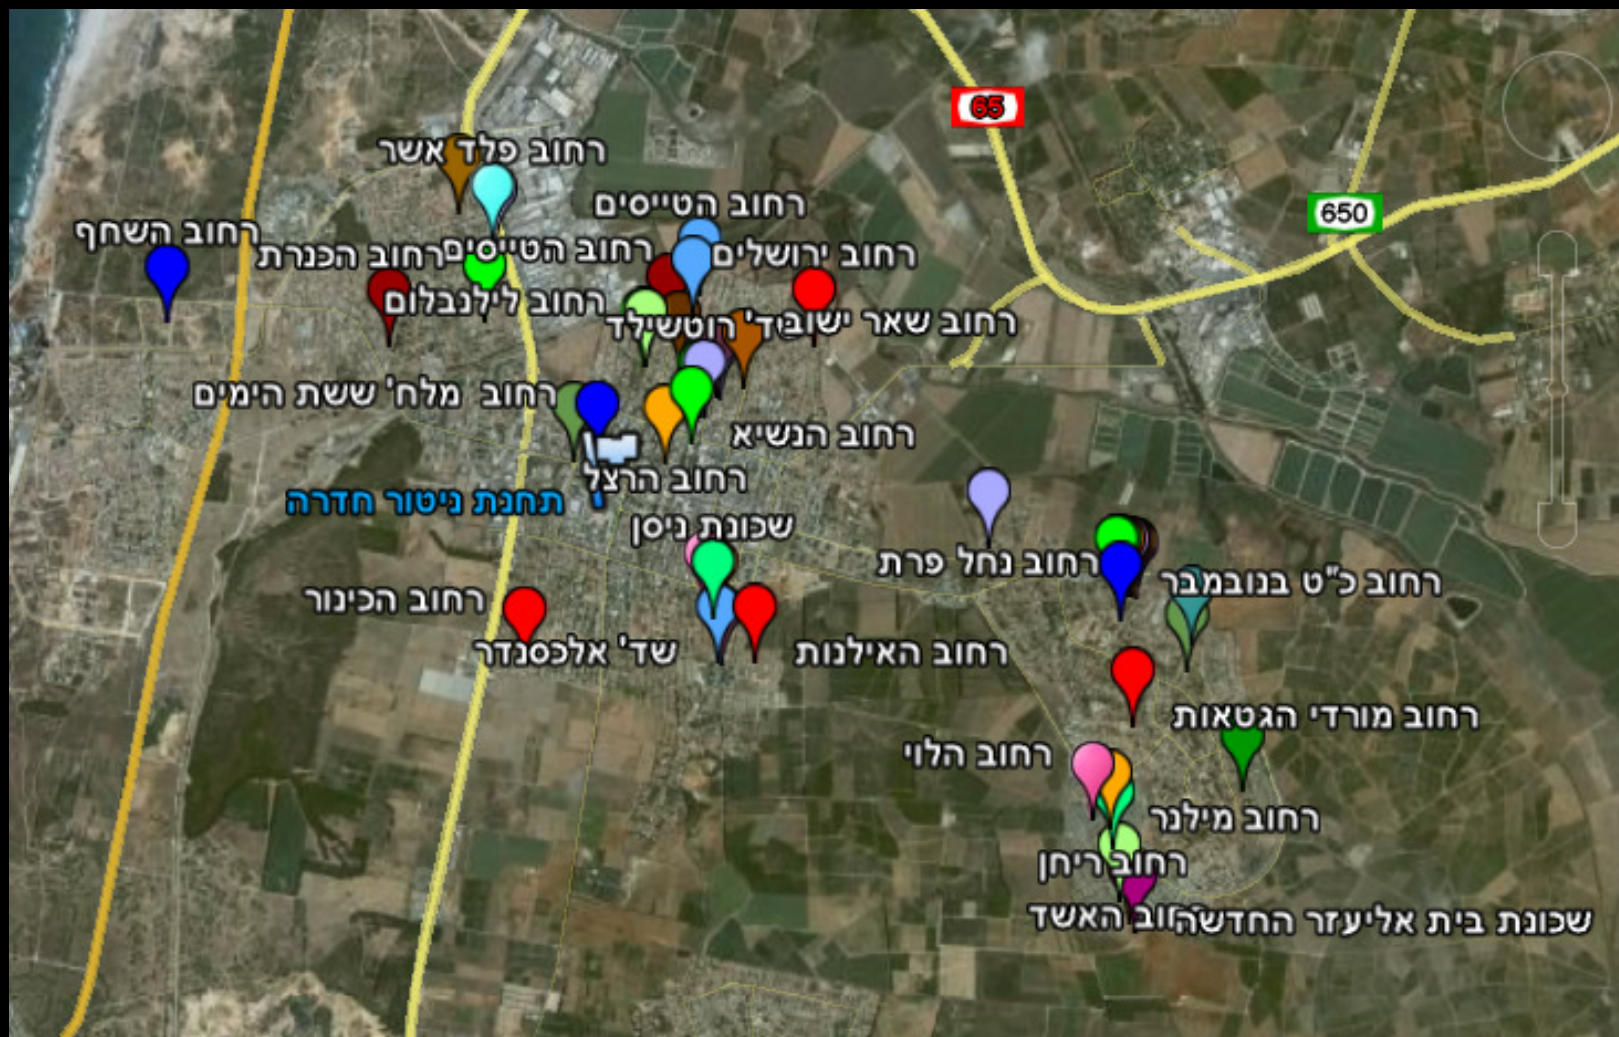 65
רחוב פלד אשר
רחוב הטייסים
650
רחוב השחף
רחוב הכנרת
רחוב הטייסים
רחוב ירושלים
רחוב לילנבלום
שד' רוטשילד
רחוב שאר ישוב
רחוב מלח' ששת הימים
רחוב הנשיא
רחוב הרצל
תחנת ניטור חדרה
שכונת ניסן
רחוב נחל פרת
רחוב כ"ט בנובמבר
רחוב הכינור
שד' אלכסנדר
רחוב האילנות
רחוב מורדי הגטאות
רחוב הלוי
רחוב מילנר
רחוב ריחן
רחוב האשד
שכונת בית אליעזר החדשה